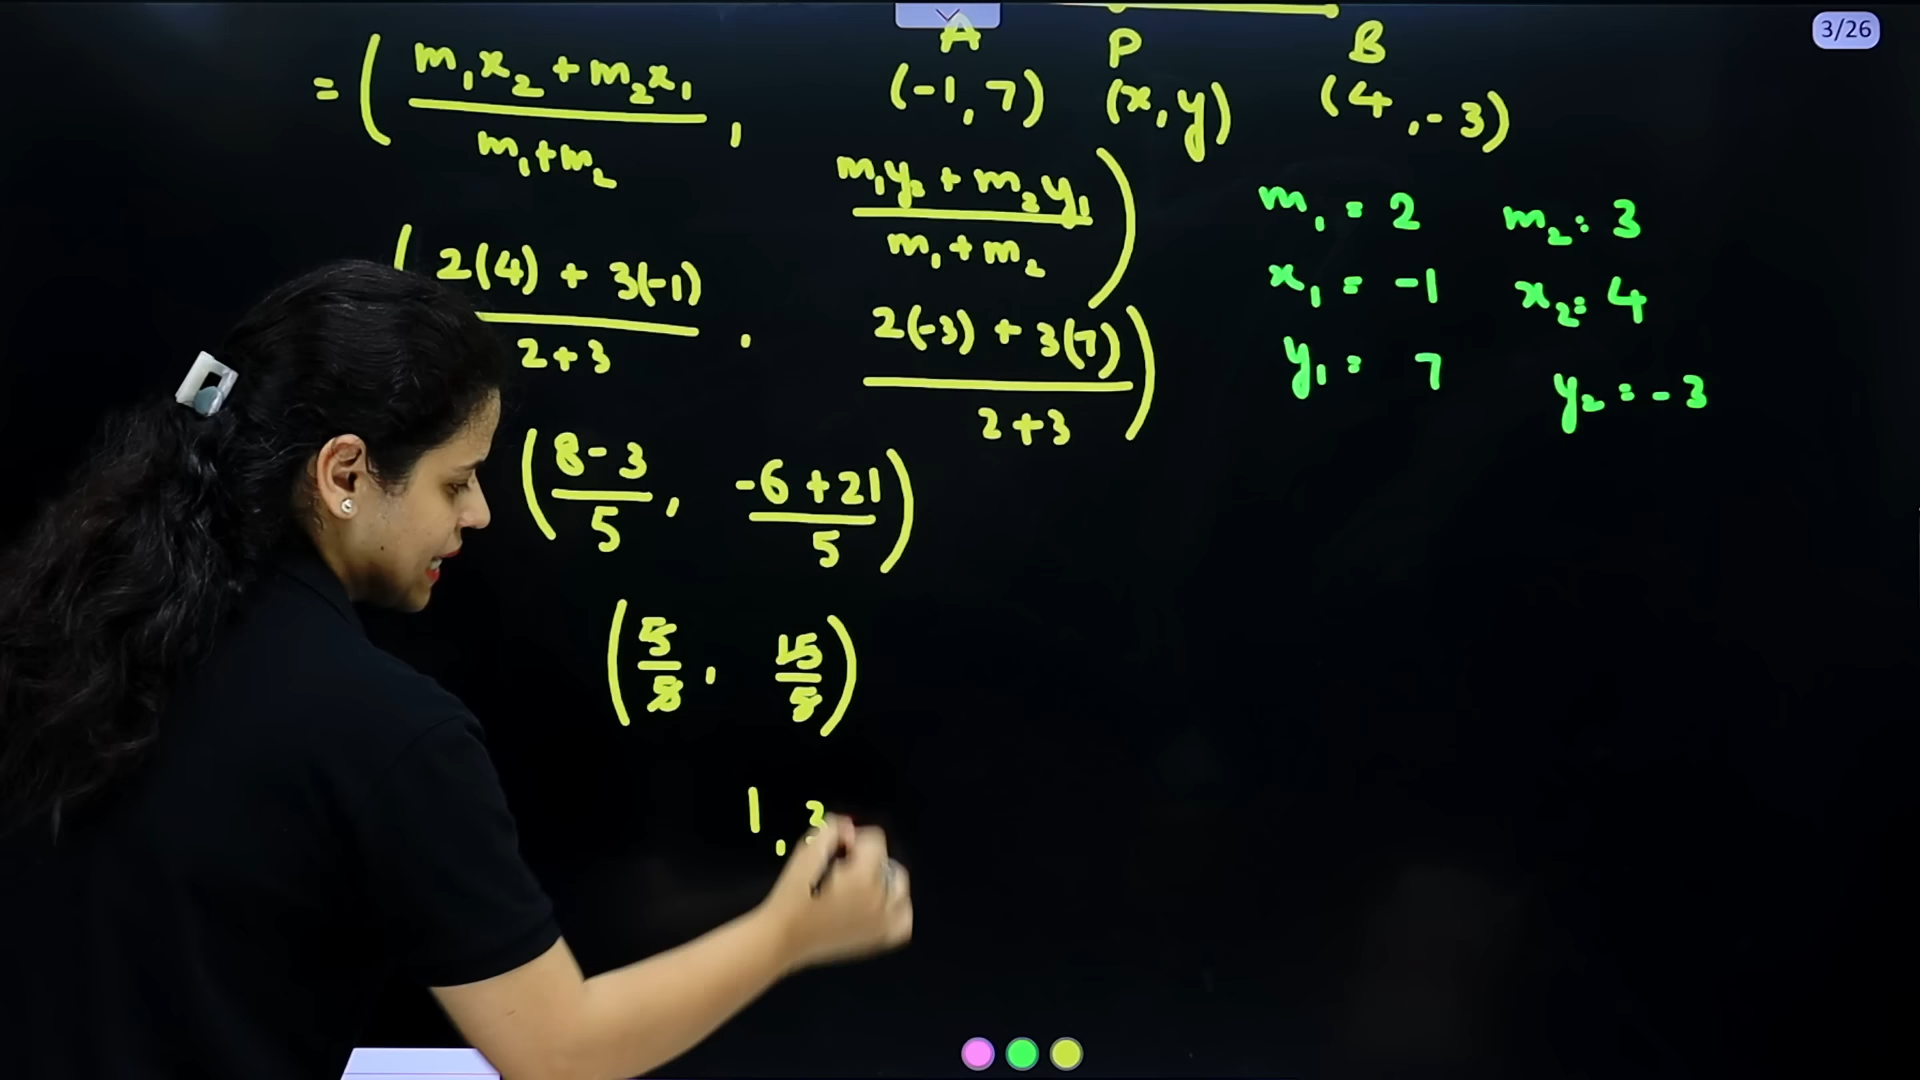 3/26
A P B
(-1, 7) (x, y) (4, -3)
= ( m₁x₂ + m₂x₁ / m₁+m₂ , m₁y₂ + m₂y₁ / m₁+m₂ )
( 2(4) + 3(-1) / 2+3 , 2(-3) + 3(7) / 2+3 )
( 8-3 / 5 , -6+21 / 5 )
( 5/5 , 15/5 )
1, 3
m₁ = 2 m₂ = 3
x₁ = -1 x₂ = 4
y₁ = 7 y₂ = -3